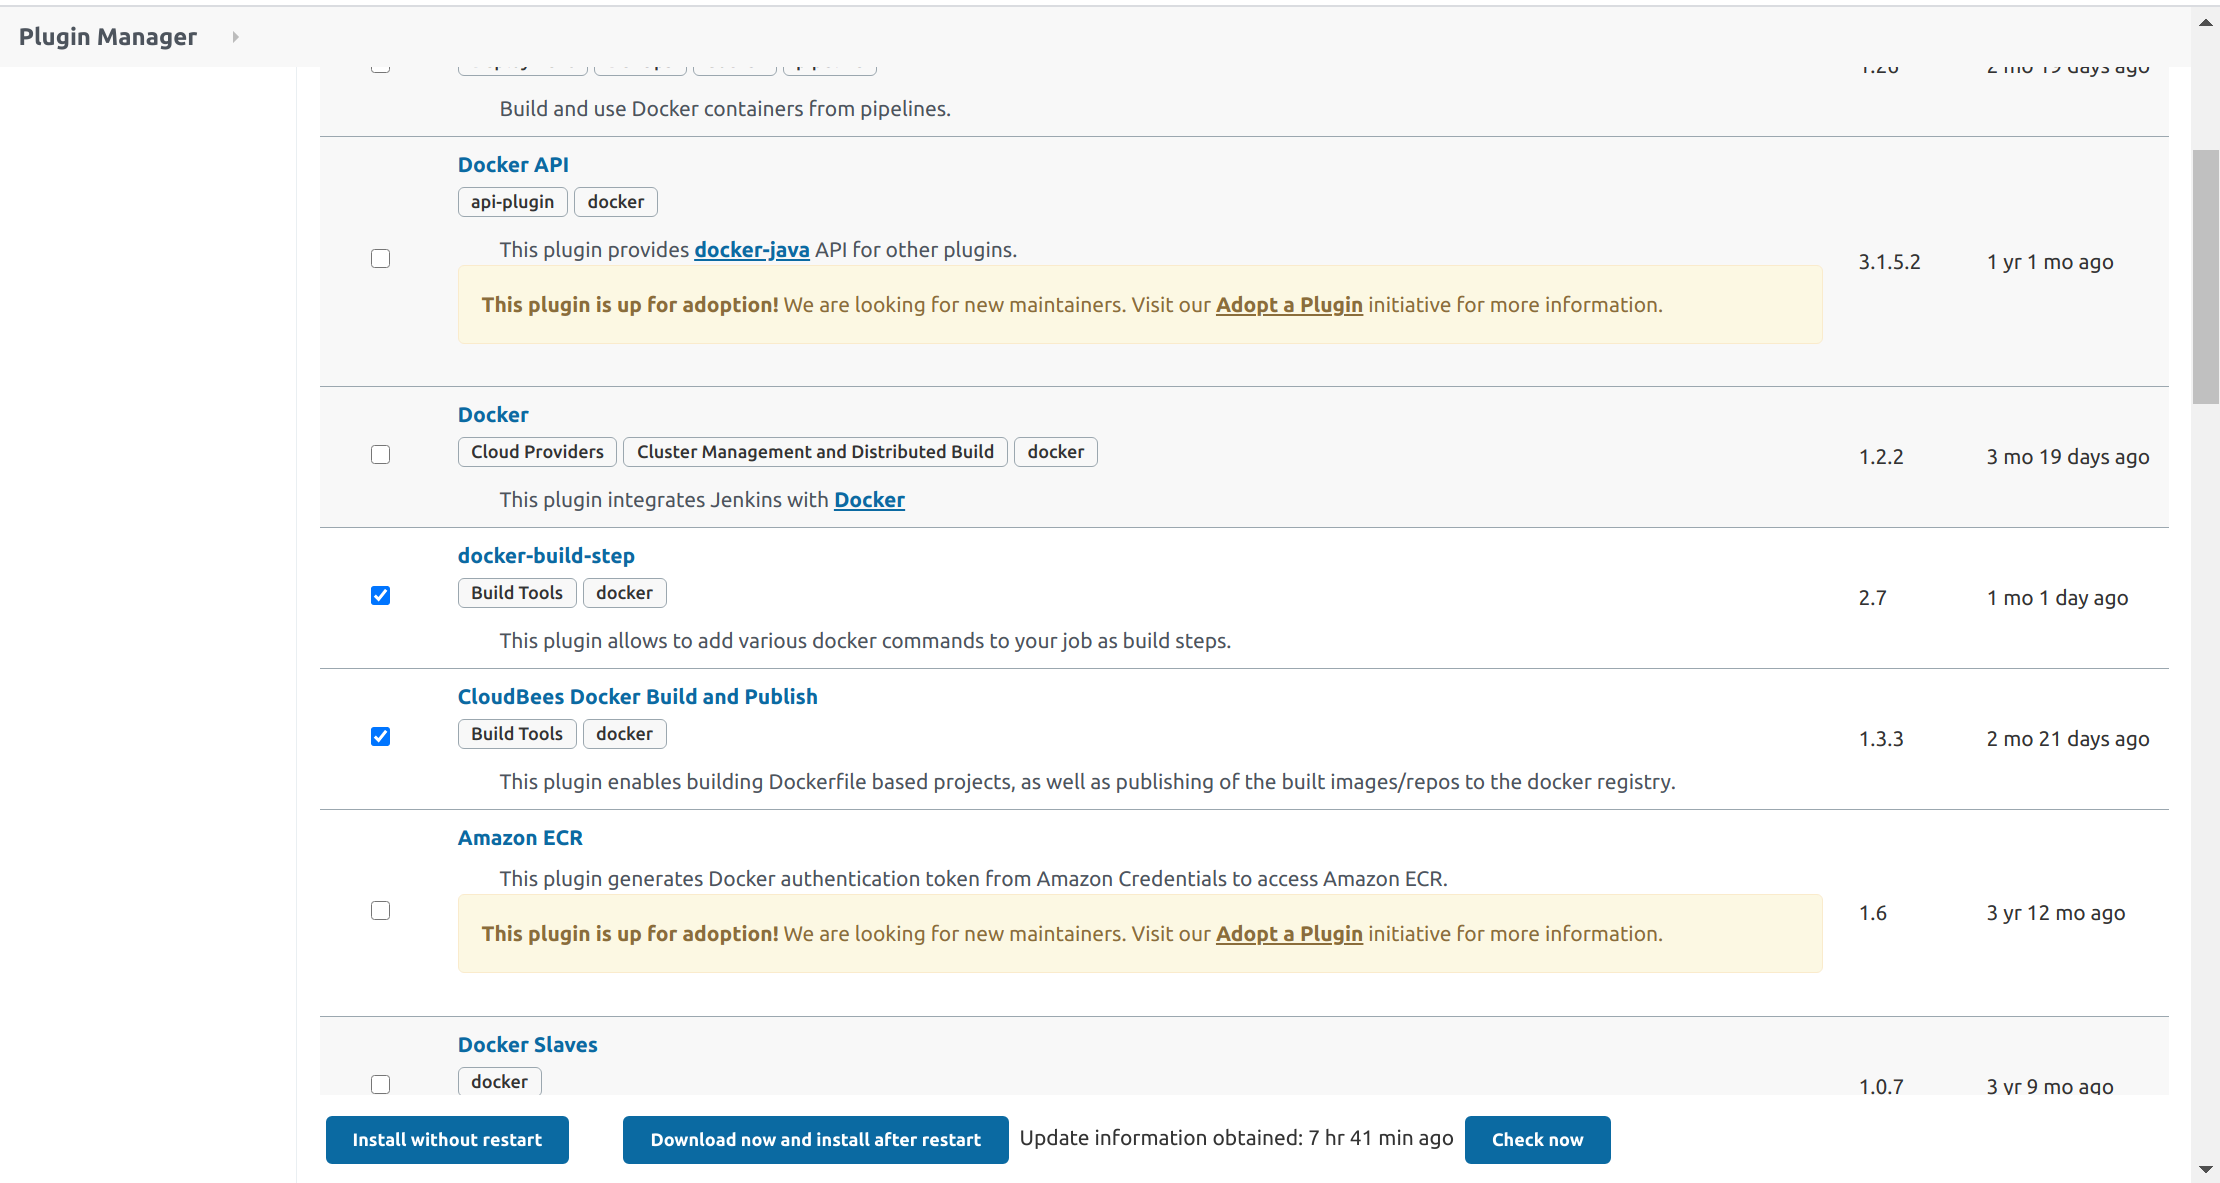 Plugin Manager
1.26 2 mo 19 days ago
Build and use Docker containers from pipelines.
Docker API
api-plugin docker
This plugin provides docker-java API for other plugins.
3.1.5.2 1 yr 1 mo ago
This plugin is up for adoption! We are looking for new maintainers. Visit our Adopt a Plugin initiative for more information.
Docker
Cloud Providers Cluster Management and Distributed Build docker
1.2.2 3 mo 19 days ago
This plugin integrates Jenkins with Docker
docker-build-step
Build Tools docker
2.7 1 mo 1 day ago
This plugin allows to add various docker commands to your job as build steps.
CloudBees Docker Build and Publish
Build Tools docker
1.3.3 2 mo 21 days ago
This plugin enables building Dockerfile based projects, as well as publishing of the built images/repos to the docker registry.
Amazon ECR
This plugin generates Docker authentication token from Amazon Credentials to access Amazon ECR.
1.6 3 yr 12 mo ago
This plugin is up for adoption! We are looking for new maintainers. Visit our Adopt a Plugin initiative for more information.
Docker Slaves
docker
1.0.7 3 yr 9 mo ago
Install without restart Download now and install after restart Update information obtained: 7 hr 41 min ago Check now